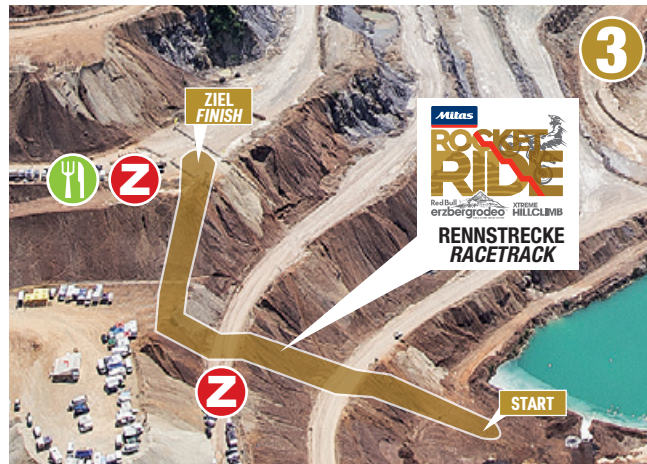 3
ZIEL
FINISH
Mitas
ROCKET
RIDE
Red Bull
erzbergrodeo
XTREME
HILLCLIMB
RENNSTRECKE
RACETRACK
Z
Z
START